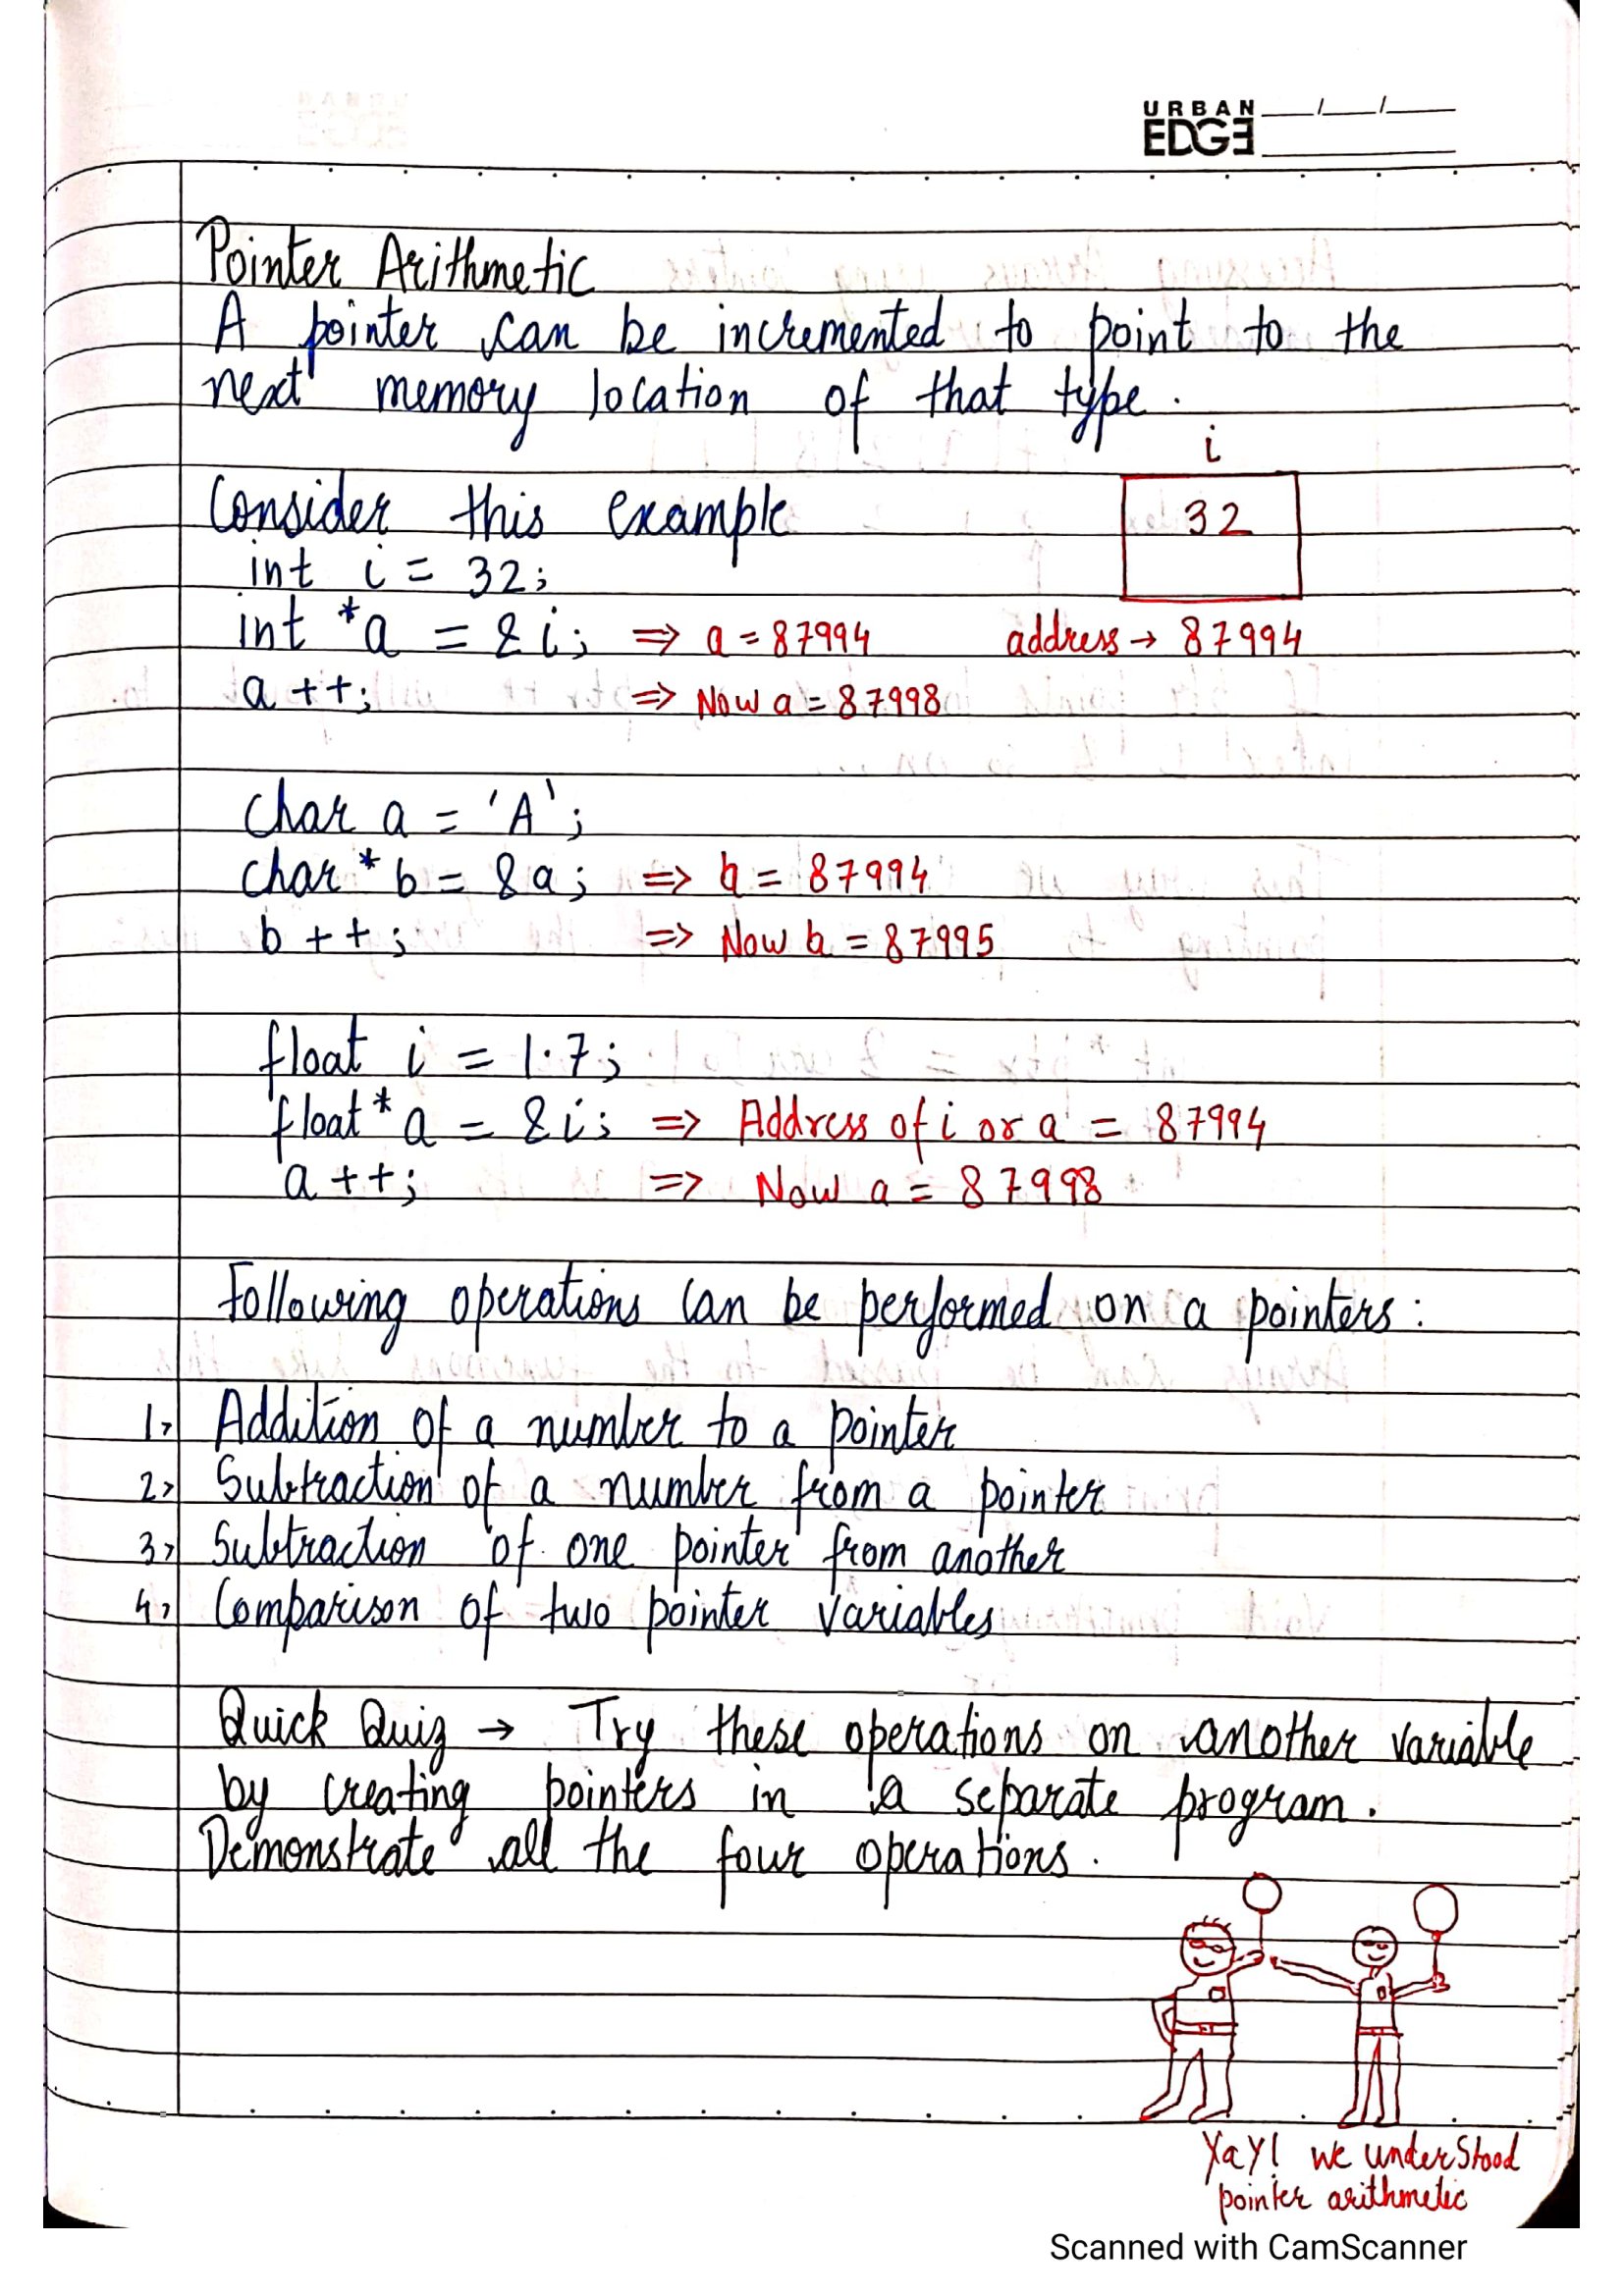 URBAN
EDGE
Pointer Arithmetic
A pointer can be incremented to point to the
next memory location of that type.
i
Consider this example
32
int i = 32;
int *a = &i; => a = 87994 address → 87994
a ++; => Now a = 87998
char a = 'A';
char* b = &a; => b = 87994
b ++; => Now b = 87995
float i = 1.7;
float* a = &i; => Address of i or a = 87994
a ++; => Now a = 87998
Following operations can be performed on a pointers:
1> Addition of a number to a pointer
2> Subtraction of a number from a pointer
3> Subtraction of one pointer from another
4> Comparison of two pointer variables
Quick Quiz → Try these operations on another variable
by creating pointers in a separate program.
Demonstrate all the four operations.
YaY! we understood
pointer arithmetic
Scanned with CamScanner